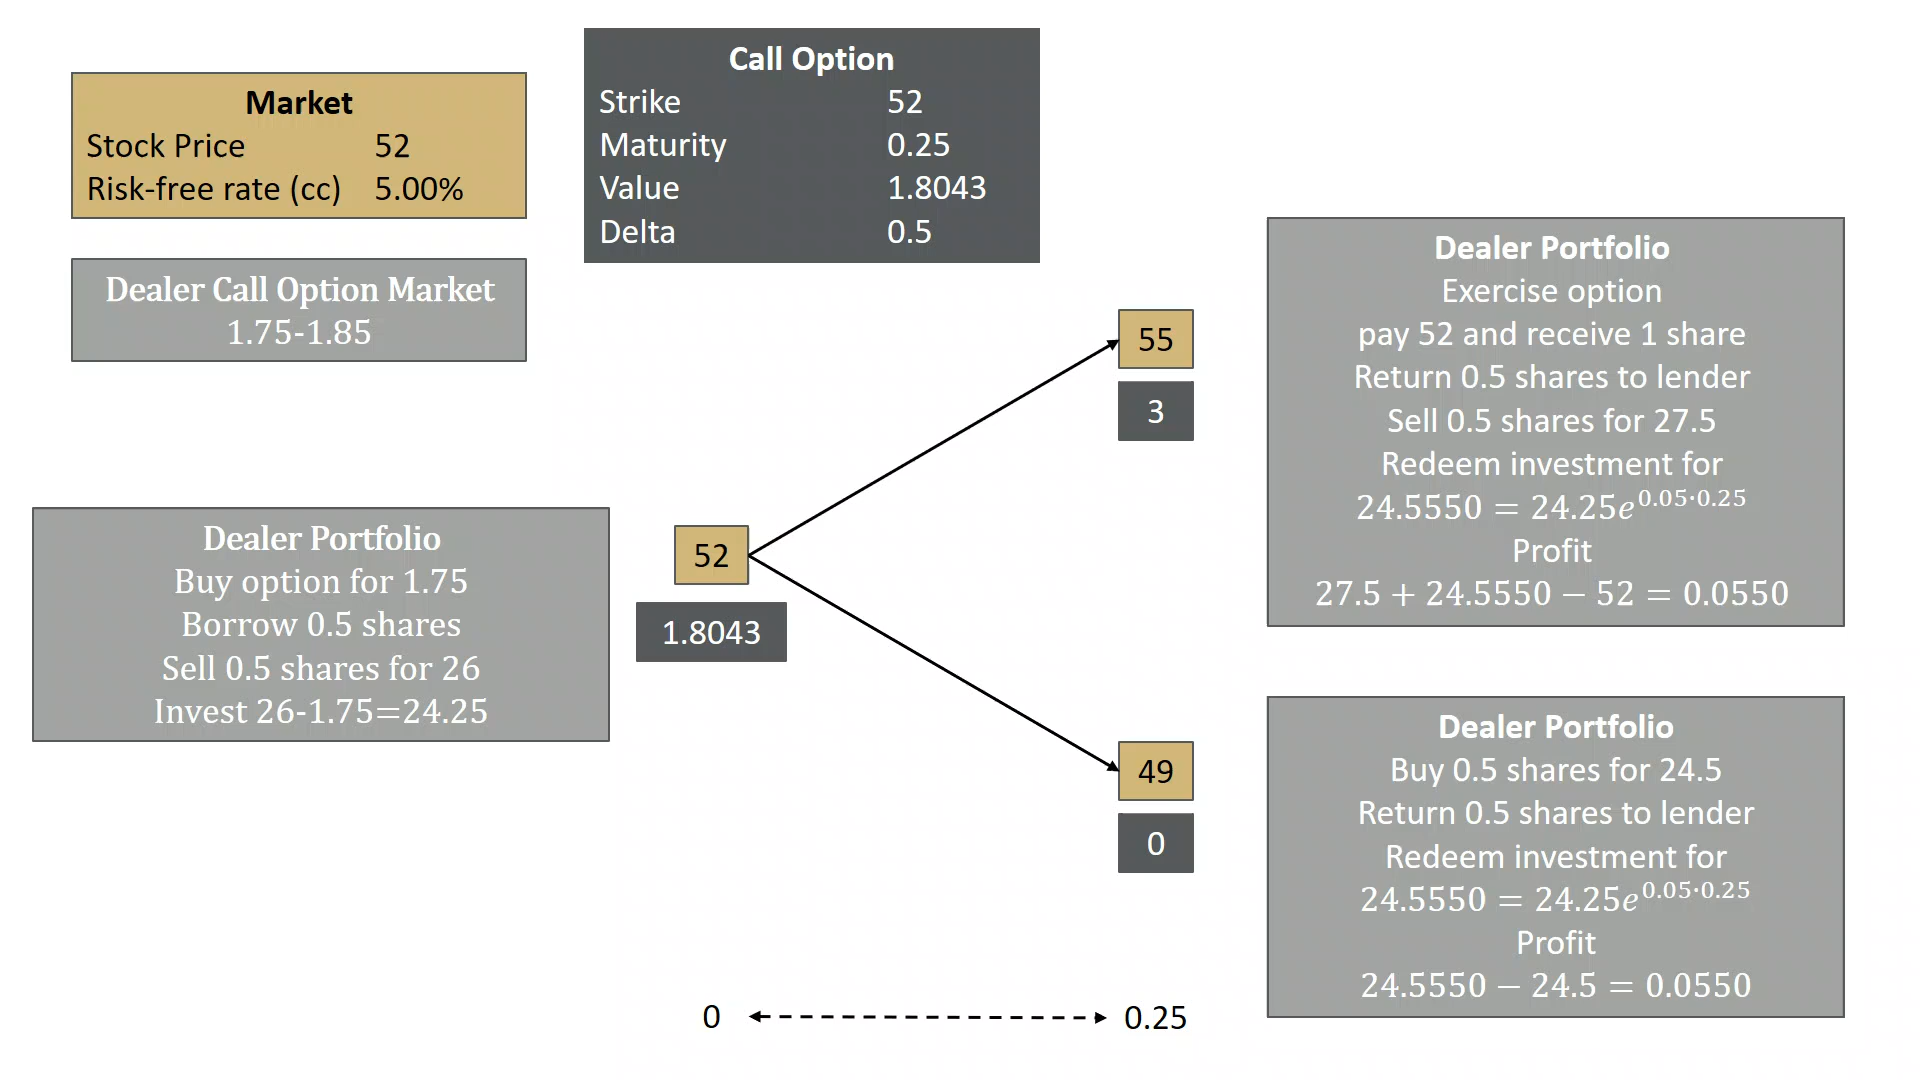 Market
Stock Price 52
Risk-free rate (cc) 5.00%
Dealer Call Option Market
1.75-1.85
Call Option
Strike 52
Maturity 0.25
Value 1.8043
Delta 0.5
Dealer Portfolio
Buy option for 1.75
Borrow 0.5 shares
Sell 0.5 shares for 26
Invest 26-1.75=24.25
52
1.8043
55
3
49
0
0
0.25
Dealer Portfolio
Exercise option
pay 52 and receive 1 share
Return 0.5 shares to lender
Sell 0.5 shares for 27.5
Redeem investment for
24.5550 = 24.25e^0.05·0.25
Profit
27.5 + 24.5550 − 52 = 0.0550
Dealer Portfolio
Buy 0.5 shares for 24.5
Return 0.5 shares to lender
Redeem investment for
24.5550 = 24.25e^0.05·0.25
Profit
24.5550 − 24.5 = 0.0550